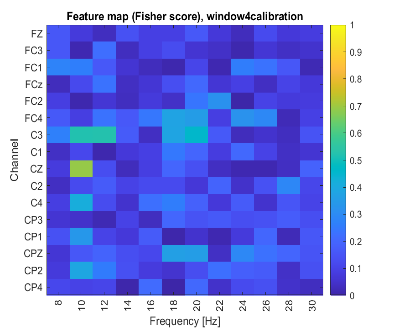 Feature map (Fisher score), window4calibration
FZ
FC3
FC1
FCz
FC2
FC4
C3
C1
CZ
C2
C4
CP3
CP1
CPZ
CP2
CP4
Channel
8 10 12 14 16 18 20 22 24 26 28 30
Frequency [Hz]
1
0.9
0.8
0.7
0.6
0.5
0.4
0.3
0.2
0.1
0